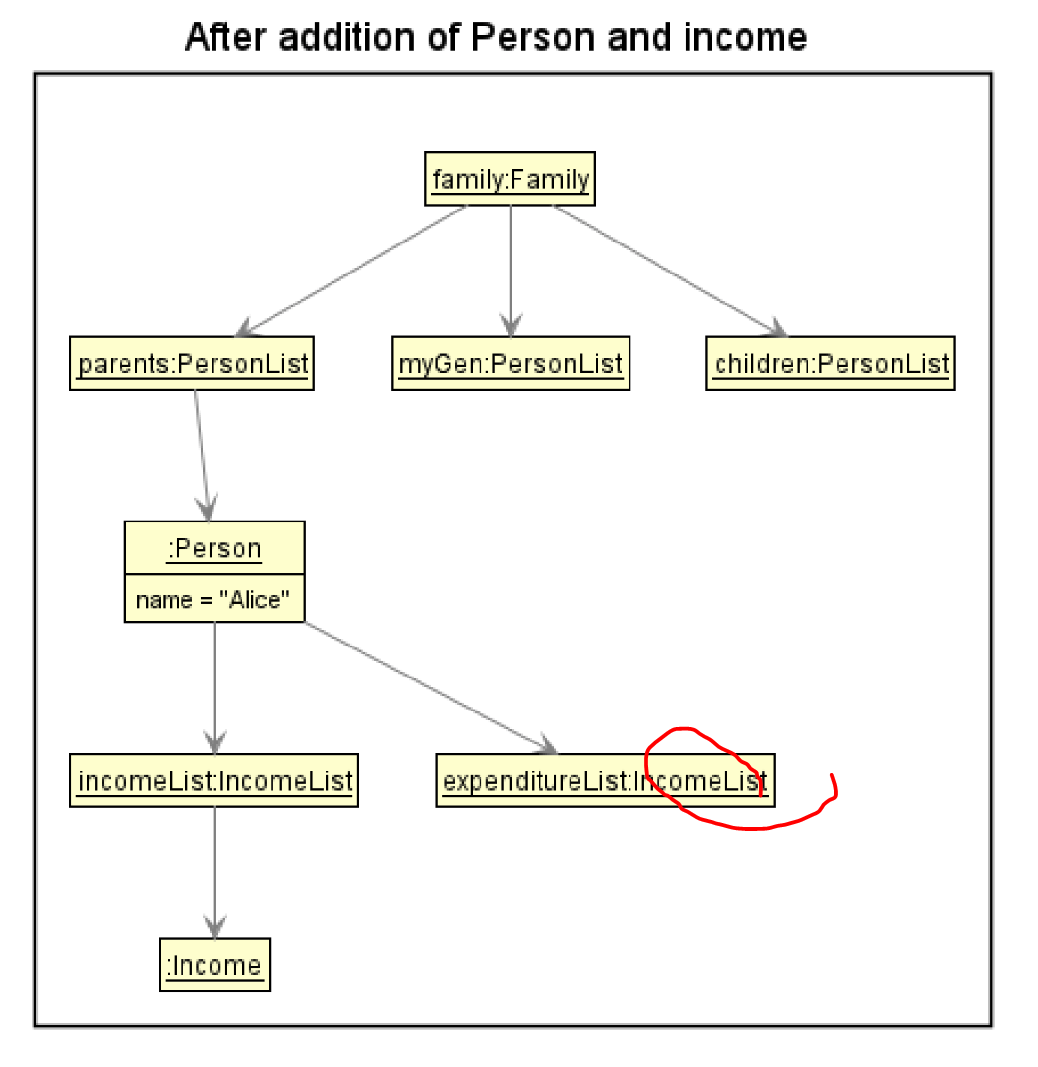 After addition of Person and income
family:Family
parents:PersonList
myGen:PersonList
children:PersonList
:Person
name = "Alice"
incomeList:IncomeList
expenditureList:IncomeList
:Income